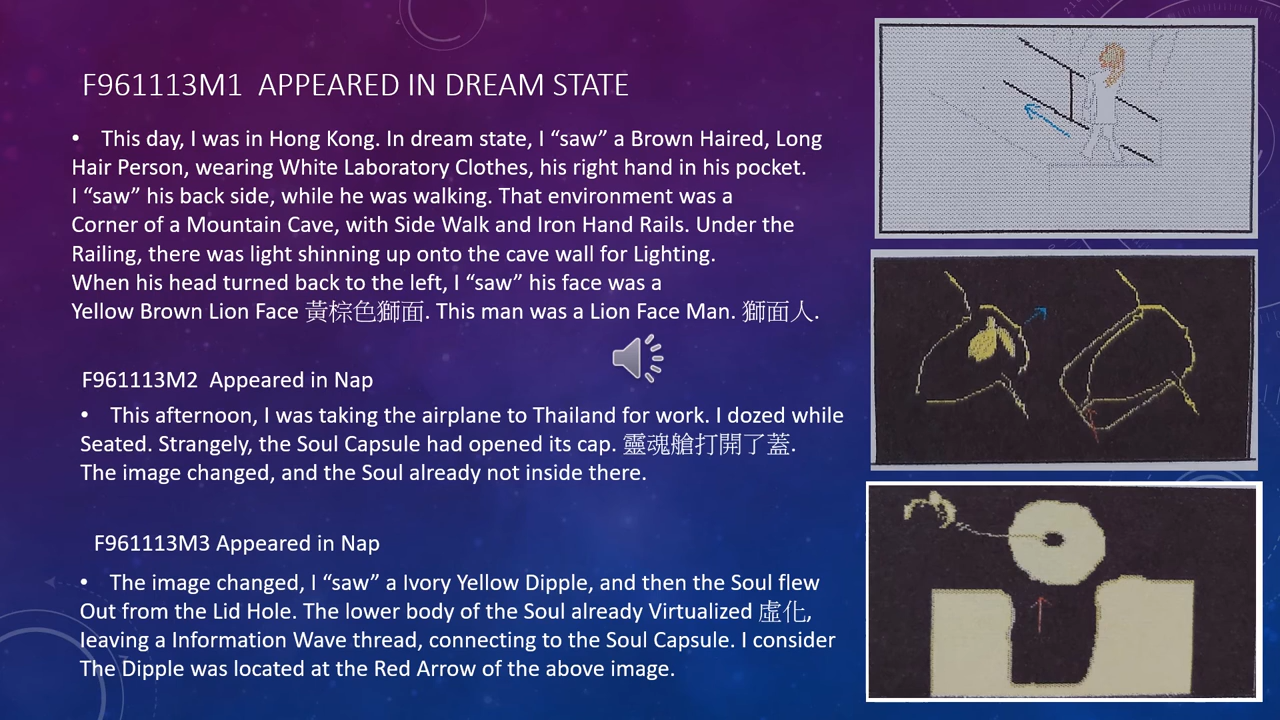 F961113M1 APPEARED IN DREAM STATE
• This day, I was in Hong Kong. In dream state, I “saw” a Brown Haired, Long
Hair Person, wearing White Laboratory Clothes, his right hand in his pocket.
I “saw” his back side, while he was walking. That environment was a
Corner of a Mountain Cave, with Side Walk and Iron Hand Rails. Under the
Railing, there was light shinning up onto the cave wall for Lighting.
When his head turned back to the left, I “saw” his face was a
Yellow Brown Lion Face 黃棕色獅面. This man was a Lion Face Man. 獅面人.
F961113M2 Appeared in Nap
• This afternoon, I was taking the airplane to Thailand for work. I dozed while
Seated. Strangely, the Soul Capsule had opened its cap. 靈魂艙打開了蓋.
The image changed, and the Soul already not inside there.
F961113M3 Appeared in Nap
• The image changed, I “saw” a Ivory Yellow Dipple, and then the Soul flew
Out from the Lid Hole. The lower body of the Soul already Virtualized 虛化,
leaving a Information Wave thread, connecting to the Soul Capsule. I consider
The Dipple was located at the Red Arrow of the above image.